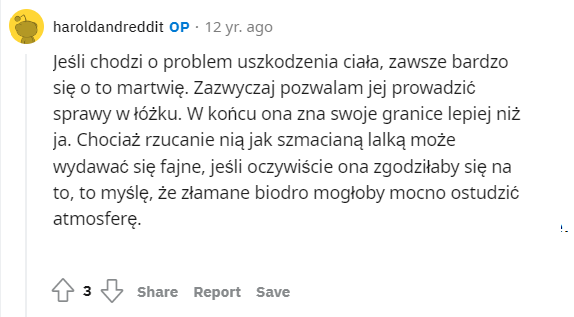 haroldandreddit OP · 12 yr. ago
Jeśli chodzi o problem uszkodzenia ciała, zawsze bardzo
się o to martwię. Zazwyczaj pozwalam jej prowadzić
sprawy w łóżku. W końcu ona zna swoje granice lepiej niż
ja. Chociaż rzucanie nią jak szmacianą lalką może
wydawać się fajne, jeśli oczywiście ona zgodziłaby się na
to, to myślę, że złamane biodro mogłoby mocno ostudzić
atmosferę.
3 Share Report Save